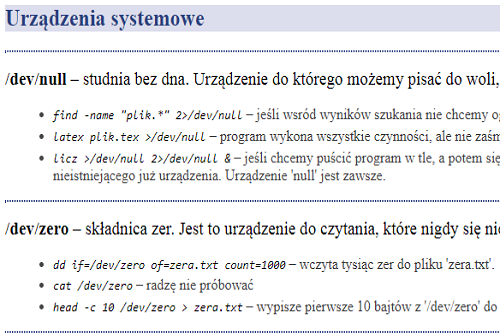 Urządzenia systemowe
/dev/null – studnia bez dna. Urządzenie do którego możemy pisać do woli,
find -name "plik.*" 2>/dev/null – jeśli wsród wyników szukania nie chcemy
latex plik.tex >/dev/null – program wykona wszystkie czynności, ale nie
licz >/dev/null 2>/dev/null & – jeśli chcemy puścić program w tle, a potem się
nieistniejącego już urządzenia. Urządzenie 'null' jest zawsze.
/dev/zero – składnica zer. Jest to urządzenie do czytania, które nigdy się
dd if=/dev/zero of=zera.txt count=1000 – wczyta tysiąc zer do pliku 'zera.txt'.
cat /dev/zero – radzę nie próbować
head -c 10 /dev/zero > zera.txt – wypisze pierwsze 10 bajtów z '/dev/zero' do